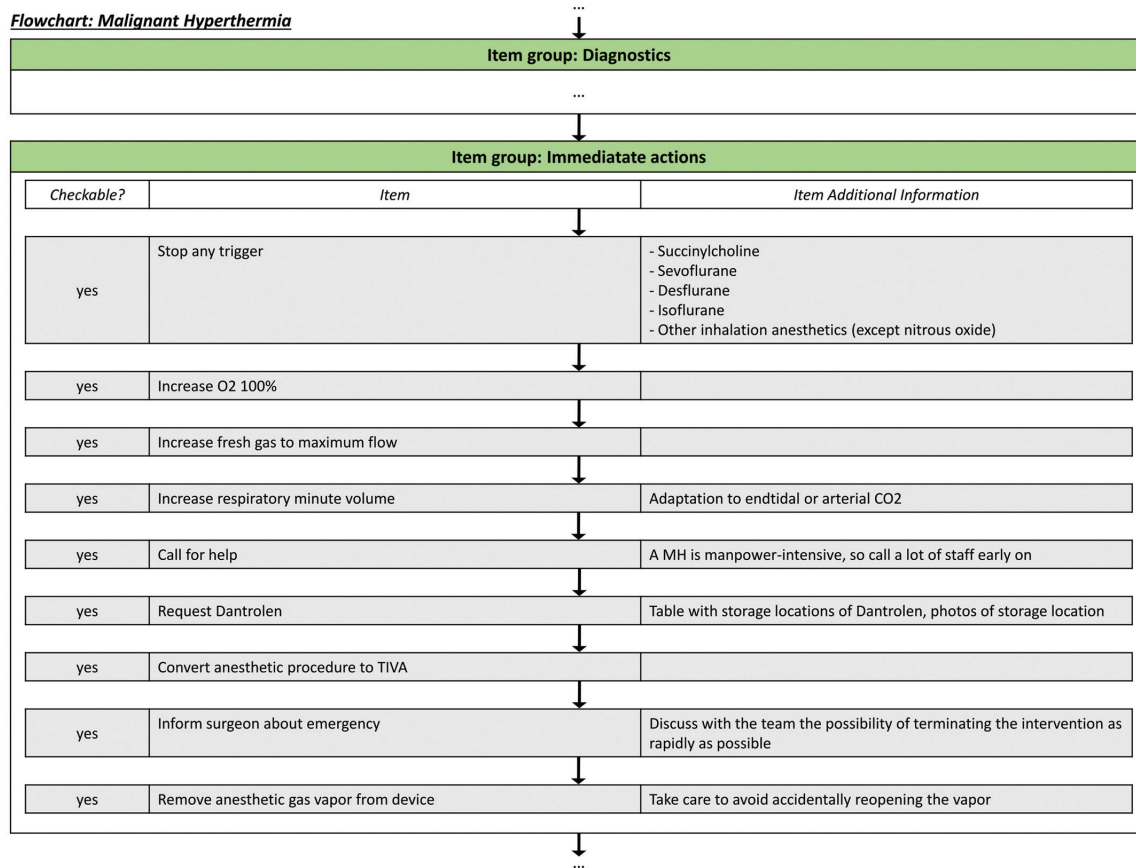 ...
Flowchart: Malignant Hyperthermia
Item group: Diagnostics
...
Item group: Immediatate actions
Checkable? Item Item Additional Information
yes Stop any trigger - Succinylcholine
- Sevoflurane
- Desflurane
- Isoflurane
- Other inhalation anesthetics (except nitrous oxide)
yes Increase O2 100%
yes Increase fresh gas to maximum flow
yes Increase respiratory minute volume Adaptation to endtidal or arterial CO2
yes Call for help A MH is manpower-intensive, so call a lot of staff early on
yes Request Dantrolen Table with storage locations of Dantrolen, photos of storage location
yes Convert anesthetic procedure to TIVA
yes Inform surgeon about emergency Discuss with the team the possibility of terminating the intervention as
rapidly as possible
yes Remove anesthetic gas vapor from device Take care to avoid accidentally reopening the vapor
...